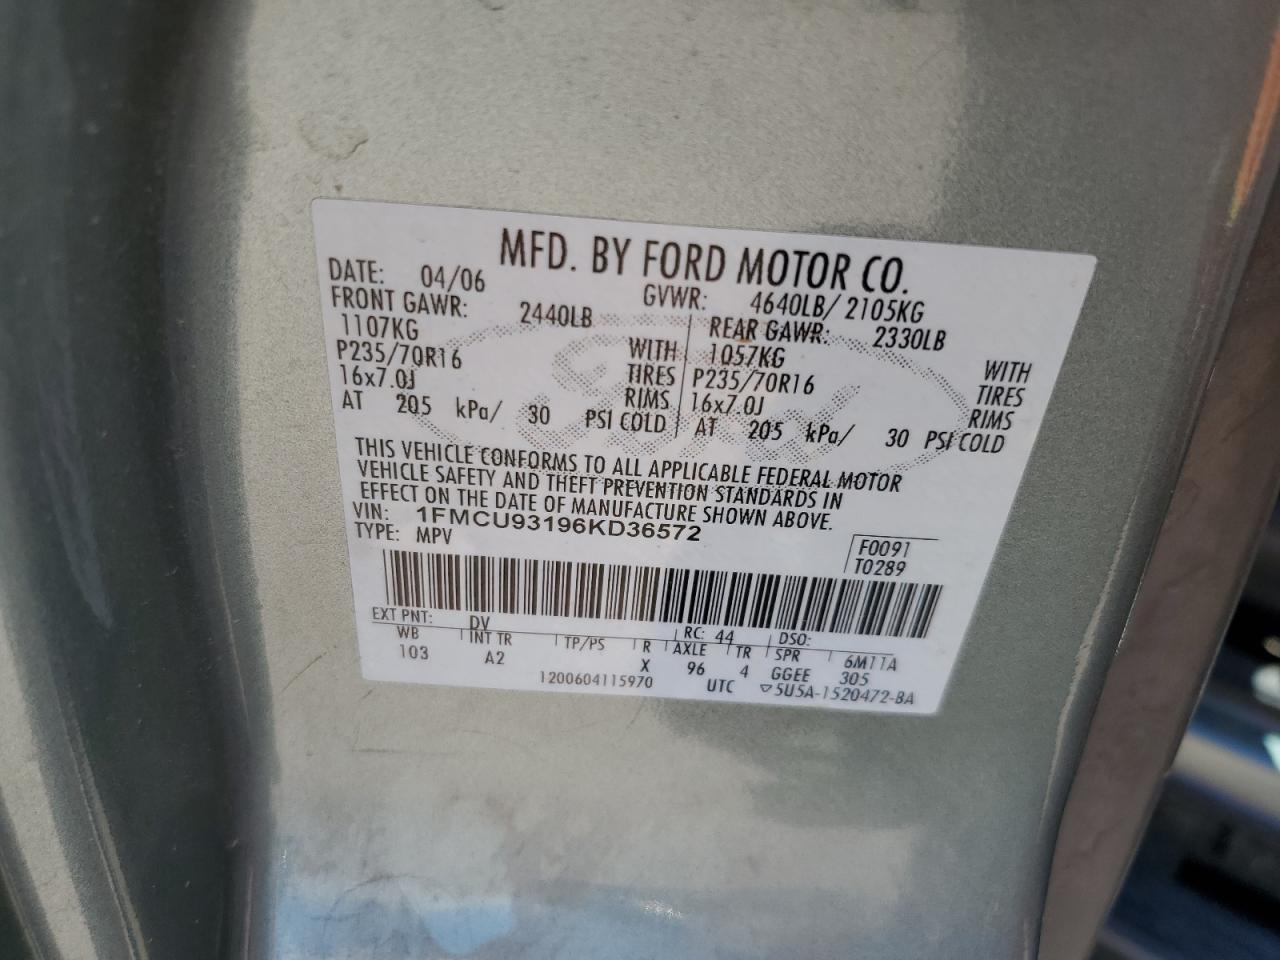 MFD. BY FORD MOTOR CO.
DATE: 04/06 GVWR: 4640LB/ 2105KG
FRONT GAWR: 2440LB REAR GAWR: 2330LB
1107KG WITH 1057KG WITH
P235/70R16 TIRES P235/70R16 TIRES
16x7.0J RIMS 16x7.0J RIMS
AT 205 kPa/ 30 PSI COLD AT 205 kPa/ 30 PSI COLD
Ford
THIS VEHICLE CONFORMS TO ALL APPLICABLE FEDERAL MOTOR
VEHICLE SAFETY AND THEFT PREVENTION STANDARDS IN
EFFECT ON THE DATE OF MANUFACTURE SHOWN ABOVE.
VIN: 1FMCU93196KD36572
TYPE: MPV
F0091
T0289
EXT PNT: DV RC: 44 DSO:
WB INT TR TP/PS R AXLE TR SPR 6M11A
103 A2 X 96 4 GGEE 305
1200604115970 UTC ▽5U5A-1520472-BA